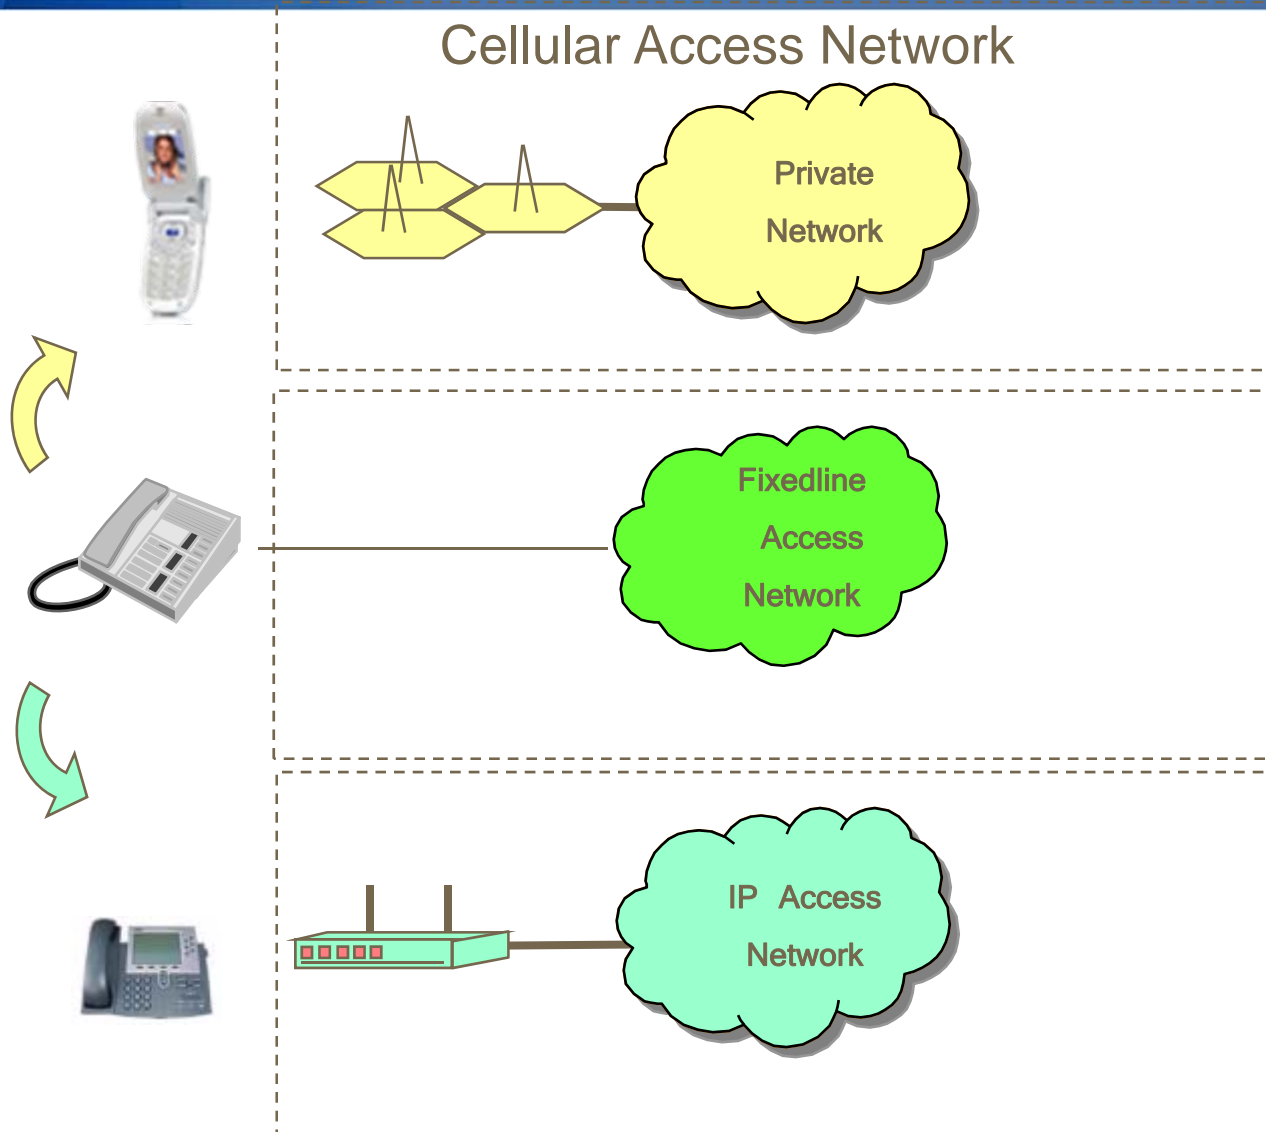 Cellular Access Network
Private
Network
Fixedline
Access
Network
IP Access
Network